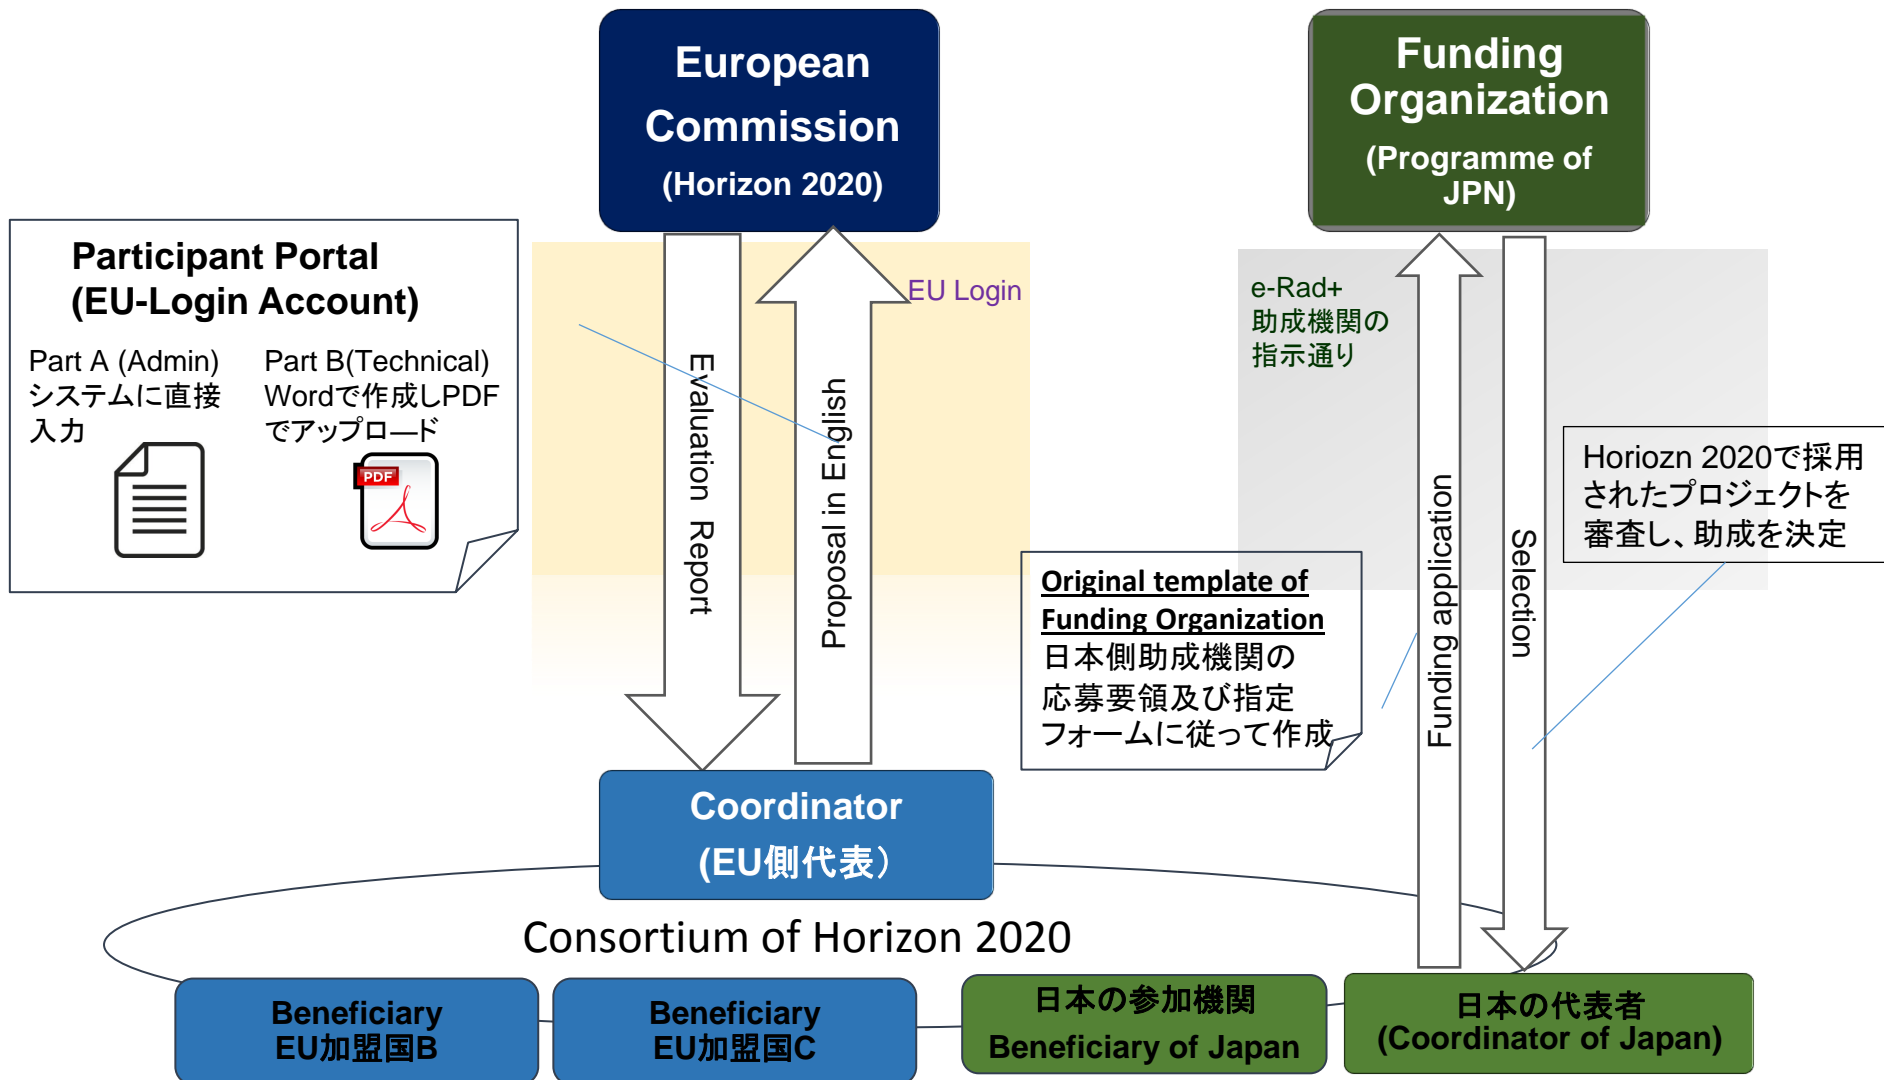 European
Commission
(Horizon 2020)
Funding
Organization
(Programme of
JPN)
Participant Portal
(EU-Login Account)
Part A (Admin)
システムに直接
入力
Part B(Technical)
Wordで作成しPDF
でアップロード
PDF
EU Login
Evaluation Report
Proposal in English
e-Rad+
助成機関の
指示通り
Horiozn 2020で採用
されたプロジェクトを
審査し、助成を決定
Original template of
Funding Organization
日本側助成機関の
応募要領及び指定
フォームに従って作成
Funding application
Selection
Coordinator
(EU側代表）
Consortium of Horizon 2020
Beneficiary
EU加盟国B
Beneficiary
EU加盟国C
日本の参加機関
Beneficiary of Japan
日本の代表者
(Coordinator of Japan)